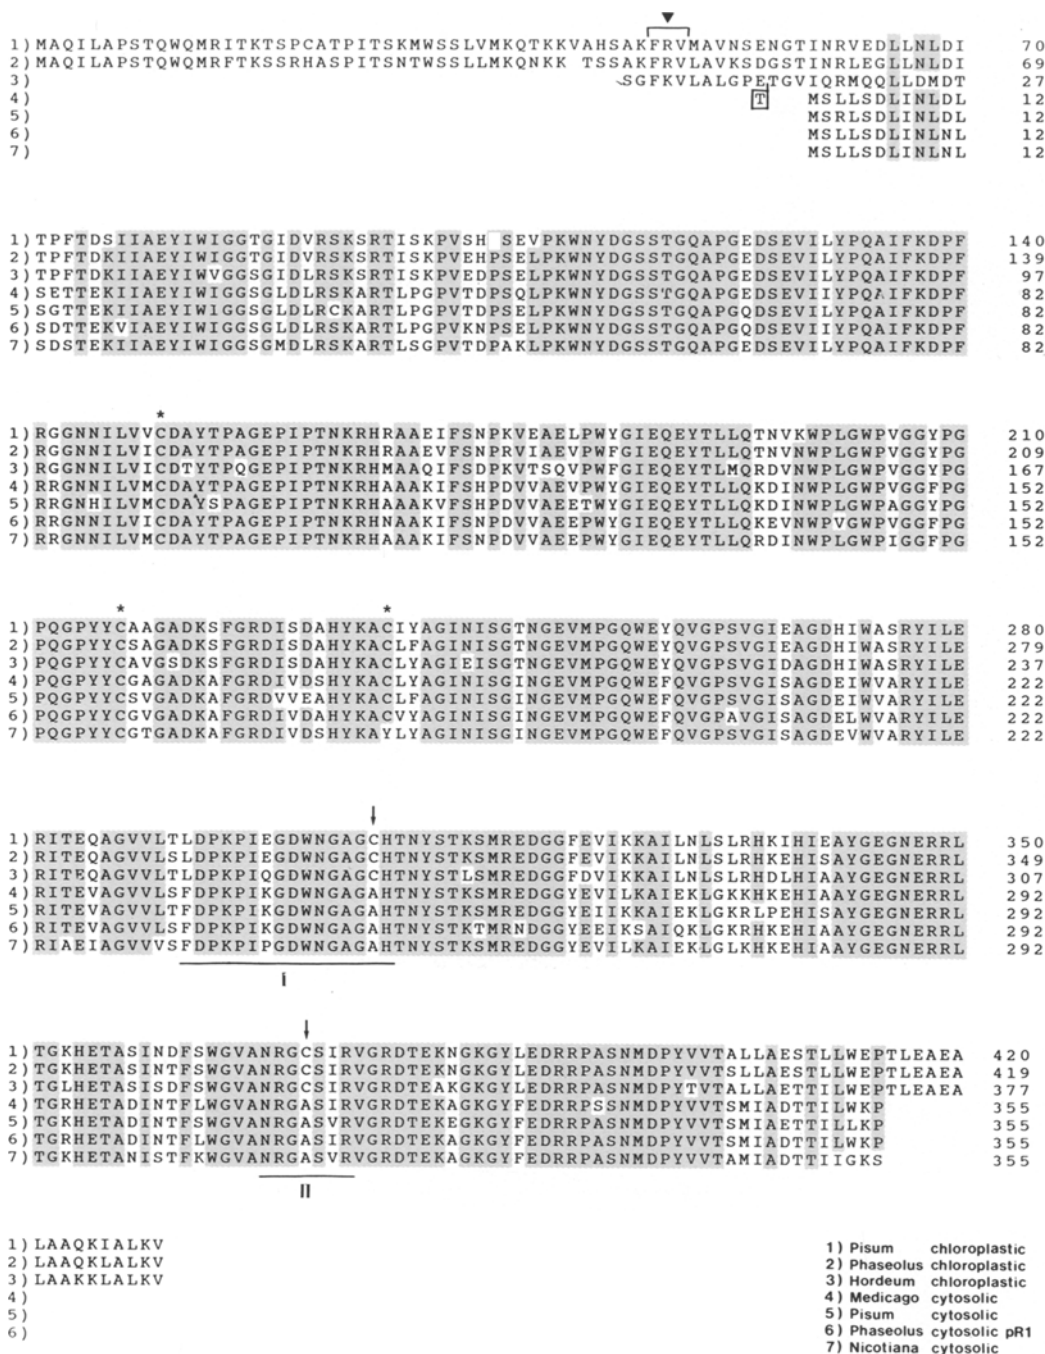 ▼
1) MAQILAPSTQWQMRITKTSPCATPITSKMWSSLVMKQTKKVAHSAKFRVMAVNSENGTINRVEDLLNLDI 70
2) MAQILAPSTQWQMRFTKSSRHASPITSNTWSSLLMKQNKK TSSAKFRVLAVKSDGSTINRLEGLLNLDI 69
3) SGFKVLALGPETGVIQRMQQLLDMDT 27
4) T MSLLSDLINLDL 12
5) MSRLSDLINLDL 12
6) MSLLSDLINLNL 12
7) MSLLSDLINLNL 12
1) TPFTDSIIAEYIWIGGTGIDVRSKSRTISKPVSH SEVPKWNYDGSSTGQAPGEDSEVILYPQAIFKDPF 140
2) TPFTDKIIAEYIWIGGTGIDVRSKSRTISKPVEHPSELPKWNYDGSSTGQAPGEDSEVILYPQAIFKDPF 139
3) TPFTDKIIAEYIWVGGSGIDLRSKSRTISKPVEDPSELPKWNYDGSSTGQAPGEDSEVILYPQAIFKDPF 97
4) SETTEKIIAEYIWIGGSGLDLRSKARTLPGPVTDPSQLPKWNYDGSSTGQAPGEDSEVIIYPQAIFKDPF 82
5) SGTTEKIIAEYIWIGGSGLDLRCKARTLPGPVTDPSQLPKWNYDGSSTGQAPGQDSEVILYPQAIFKDPF 82
6) SDTTEKVIAEYIWIGGSGLDLRSKARTLPGPVKNPSELPKWNYDGSSTGQAPGEDSEVILYPQAIFKDPF 82
7) SDSTEKIIAEYIWIGGSGMDLRSKARTLSGPVTDPAKLPKWNYDGSSTGQAPGEDSEVILYPQAIFKDPF 82
*
1) RGGNNILVVCDAYTPAGEPIPTNKRHRAAEIFSNPKVEAELPWYGIEQEYTLLQTNVKWPLGWPVGGYPG 210
2) RGGNNILVICDAYTPAGEPIPTNKRHRAAEVFSNPRVIAEVPWFGIEQEYTLLQTNVNWPLGWPVGGYPG 209
3) RGGNNILVICDTYTPQGEPIPTNKRHMAAQIFSDPKVTSQVPWFGIEQEYTLMQRDVNWPLGWPVGGYPG 167
4) RRGNNILVMCDAYTPAGEPIPTNKRHAAAKIFSHPDVVAEVPWYGIEQEYTLLQKDINWPLGWPVGGFPG 152
5) RRGNHILVMCDAYSPAGEPIPTNKRHAAAKVFSHPDVVAEETWYGIEQEYTLLQKDINWPLGWPAGGYPG 152
6) RRGNNILVICDAYTPAGEPIPTNKRHNAAKIFSNPDVVAEEPWYGIEQEYTLLQKEVNWPVGWPVGGFPG 152
7) RRGNNILVMCDAYTPAGEPIPTNKRHAAAKIFSNPDVVAEEPWYGIEQEYTLLQRDINWPLGWPIGGFPG 152
* *
1) PQGPYYCAAGADKSFGRDISDAHYKACIYAGINISGTNGEVMPGQWEYQVGPSVGIEAGDHIWASRYILE 280
2) PQGPYYCSAGADKSFGRDISDAHYKACLFAGINISGTNGEVMPGQWEYQVGPSVGIEAGDHIWASRYILE 279
3) PQGPYYCAVGSDKSFGRDISDAHYKACLYAGIEISGTNGEVMPGQWEYQVGPSVGIDAGDHIWASRYILE 237
4) PQGPYYCGAGADKAFGRDIVDSHYKACLYAGINISGINGEVMPGQWEFQVGPSVGISAGDEIWVARYILE 222
5) PQGPYYCSVGADKAFGRDVVEAHYKACLFAGINISGINGEVMPGQWEFQVGPSVGISAGDEIWVARYILE 222
6) PQGPYYCGVGADKAFGRDIVDAHYKACVYAGINISGINGEVMPGQWEFQVGPAVGISAGDELWVARYILE 222
7) PQGPYYCGTGADKAFGRDIVDSHYKAYLYAGINISGINGEVMPGQWEFQVGPSVGISAGDEVWVARYILE 222
↓
1) RITEQAGVVLTLDPKPIEGDWNGAGCHTNYSTKSMREDGGFEVIKKAILNLSLRHKIHIEAYGEGNERRL 350
2) RITEQAGVVLSLDPKPIEGDWNGAGCHTNYSTKSMREDGGFEVIKKAILNLSLRHKIHIEAYGEGNERRL 349
3) RITEQAGVVLTLDPKPIQGDWNGAGCHTNYSTLSMREDGGFDVIKKAILNLSLRHDLHIAAYGEGNERRL 307
4) RITEVAGVVLSFDPKPIKGDWNGAGAHTNYSTKSMREDGGYEVILKAIEKLGKKHKEHIAAYGEGNERRL 292
5) RITEVAGVVLTFDPKPIKGDWNGAGAHTNYSTKSMREDGGYEIIKKAIEKLGKRLPEHISAYGEGNERRL 292
6) RITEVAGVVLSFDPKPIKGDWNGAGAHTNYSTKTMRNDGGYEEIKSAIQKLGKRHKEHIAAYGEGNERRL 292
7) RIAEIAGVVVSFDPKPIPGDWNGAGAHTNYSTKSMREDGGYEVILKAIEKLGLKHKEHIAAYGEGNERRL 292
I
↓
1) TGKHETASINDFSWGVANRGCSIRVGRDTEKNGKGYLEDRRPASNMDPYVVTALLAESTLLWEPTLEAEA 420
2) TGKHETASINTFSWGVANRGCSIRVGRDTEKNGKGYLEDRRPASNMDPYVVTSLLAESTLLWEPTLEAEA 419
3) TGLHETASISDFSWGVANRGCSIRVGRDTEAKGKGYLEDRRPASNMDPYTVTALLAETTILWEPTLEAEA 377
4) TGRHETADINTFLWGVANRGASIRVGRDTEKAGKGYFEDRRPSSNMDPYVVTSMIADTTILWKP 355
5) TGKHETADINTFSWGVANRGASIRVGRDTEKEGKGYFEDRRPASNMDPYVVTSMIAETTILLKP 355
6) TGRHETADINTFLWGVANRGASIRVGRDTEKAGKGYFEDRRPASNMDPYVVTSMIADTTILWKP 355
7) TGKHETANISTFKWGVANRGASVRVGRDTEKAGKGYFEDRRPASNMDPYVVTAMIADTTIIGKS 355
II
1) LAAQKIALKV
2) LAAQKLALKV
3) LAAKKLALKV
4)
5)
6)
1) Pisum chloroplastic
2) Phaseolus chloroplastic
3) Hordeum chloroplastic
4) Medicago cytosolic
5) Pisum cytosolic
6) Phaseolus cytosolic pR1
7) Nicotiana cytosolic